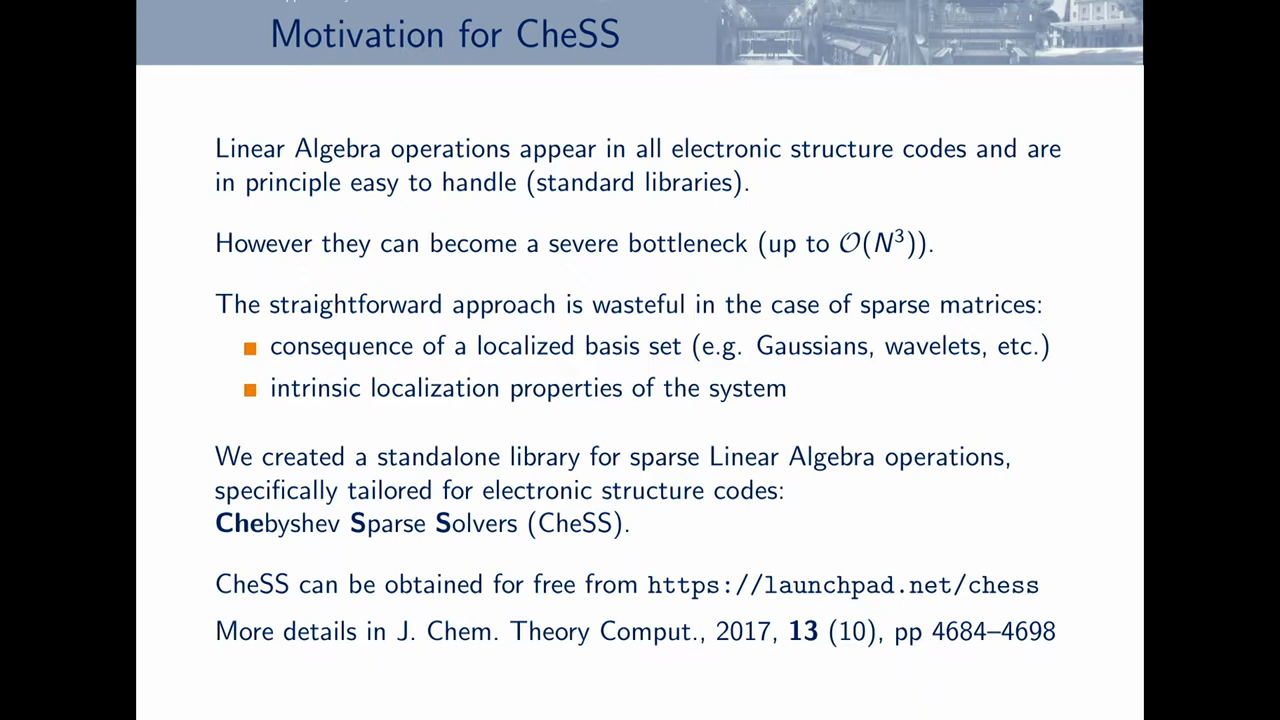 Motivation for CheSS
Linear Algebra operations appear in all electronic structure codes and are
in principle easy to handle (standard libraries).
However they can become a severe bottleneck (up to 𝒪(N³)).
The straightforward approach is wasteful in the case of sparse matrices:
■ consequence of a localized basis set (e.g. Gaussians, wavelets, etc.)
■ intrinsic localization properties of the system
We created a standalone library for sparse Linear Algebra operations,
specifically tailored for electronic structure codes:
Chebyshev Sparse Solvers (CheSS).
CheSS can be obtained for free from https://launchpad.net/chess
More details in J. Chem. Theory Comput., 2017, 13 (10), pp 4684–4698